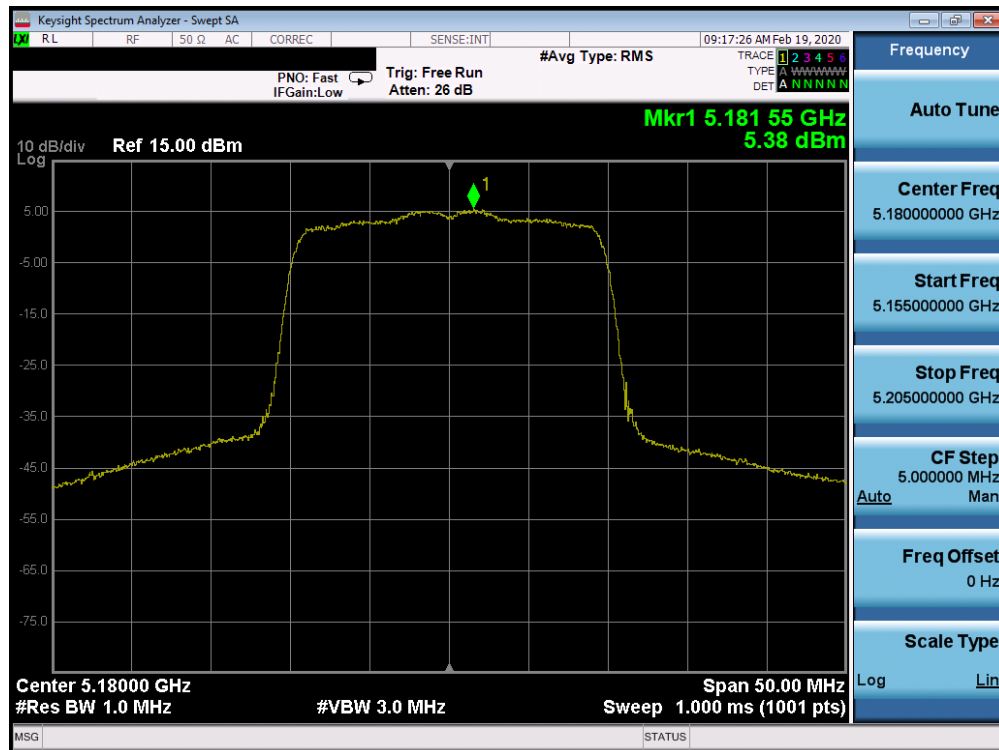 Keysight Spectrum Analyzer - Swept SA
LXI RL RF 50 Ω AC CORREC SENSE:INT 09:17:26 AM Feb 19, 2020
PNO: Fast
IFGain:Low
Trig: Free Run
Atten: 26 dB
#Avg Type: RMS
TRACE 1 2 3 4 5 6
TYPE A WWWWW
DET A N N N N N
Mkr1 5.181 55 GHz
5.38 dBm
10 dB/div
Log
Ref 15.00 dBm
1
5.00
-5.00
-15.0
-25.0
-35.0
-45.0
-55.0
-65.0
-75.0
Center 5.18000 GHz
Span 50.00 MHz
#Res BW 1.0 MHz
#VBW 3.0 MHz
Sweep 1.000 ms (1001 pts)
MSG
STATUS
Frequency
Auto Tune
Center Freq
5.180000000 GHz
Start Freq
5.155000000 GHz
Stop Freq
5.205000000 GHz
CF Step
5.000000 MHz
Auto Man
Freq Offset
0 Hz
Scale Type
Log Lin